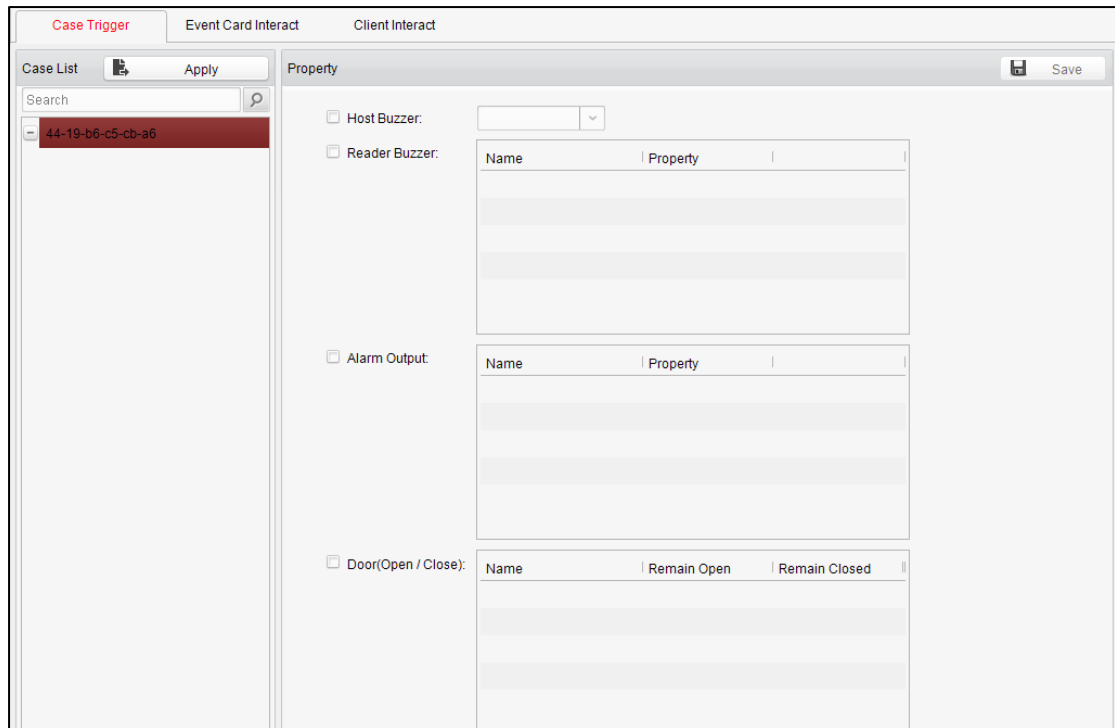 Case Trigger Event Card Interact Client Interact
Case List Apply Property Save
Search
Host Buzzer:
44-19-b6-c5-cb-a6
Reader Buzzer:
Name Property
Alarm Output:
Name Property
Door(Open / Close):
Name Remain Open Remain Closed